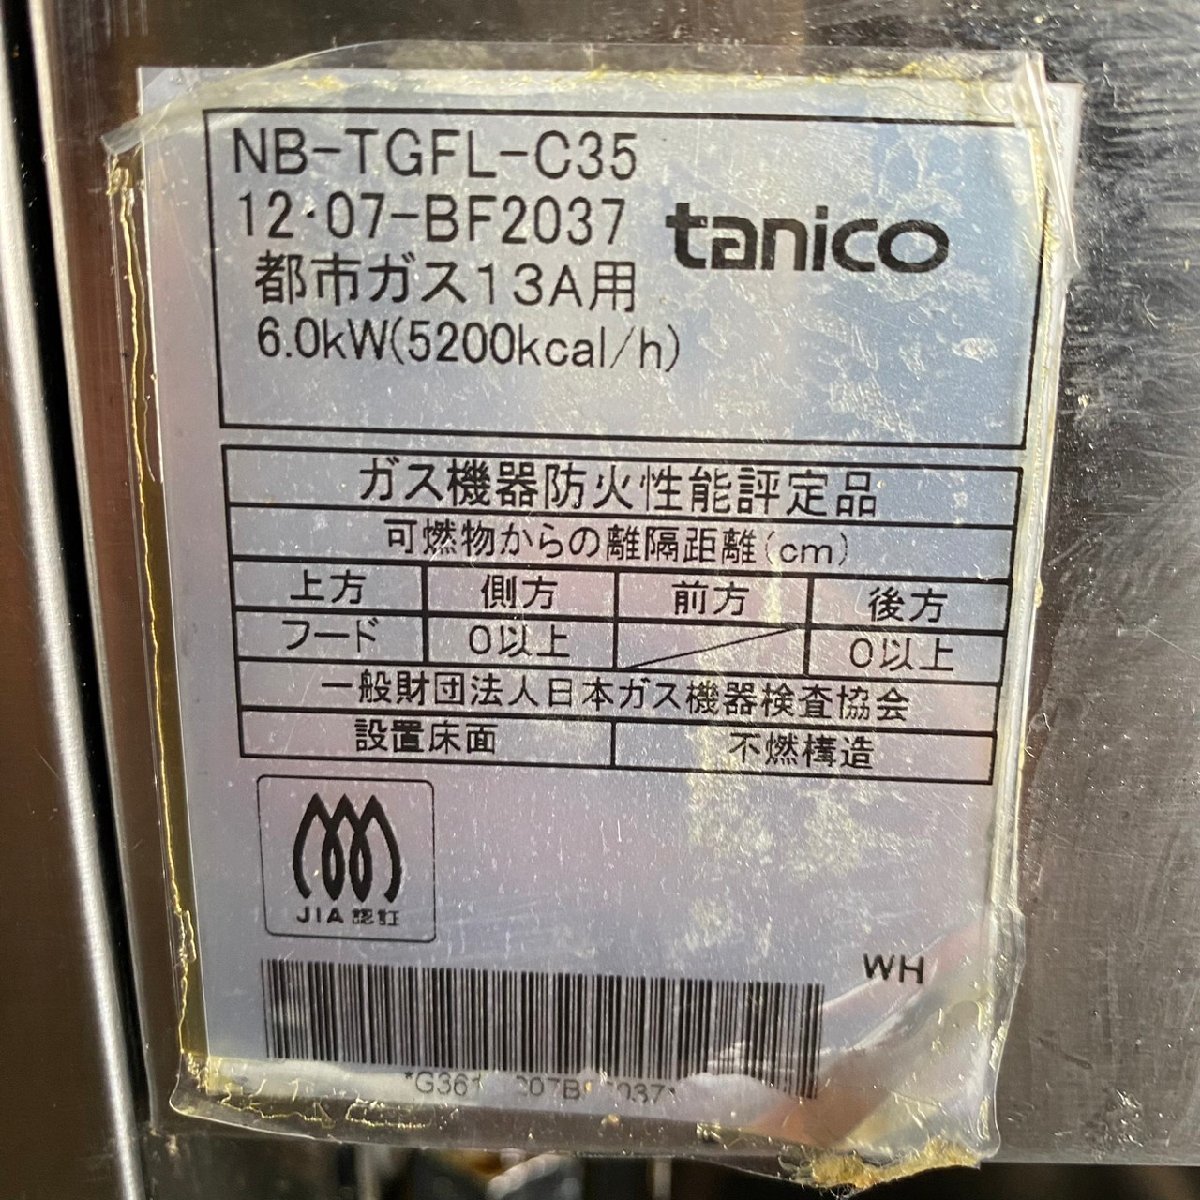 NB-TGFL-C35
12・07-BF2037
tanico
都市ガス13A用
6.0kW(5200kcal/h)
ガス機器防火性能評定品
可燃物からの離隔距離(cm)
上方 側方 前方 後方
フード 0以上 0以上
一般財団法人日本ガス機器検査協会
設置床面 不燃構造
JIA 認証
WH